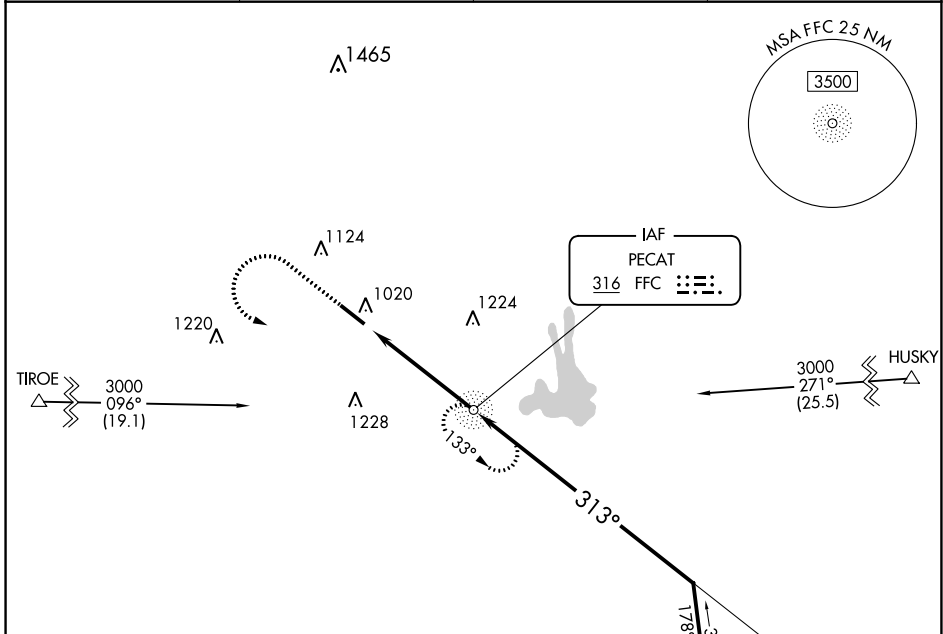 1465
MSA FFC 25 NM
3500
1124
IAF
PECAT
316 FFC
1020
1224
1220
TIROE
3000
096°
(19.1)
1228
HUSKY
3000
271°
(25.5)
133°
313°
178°